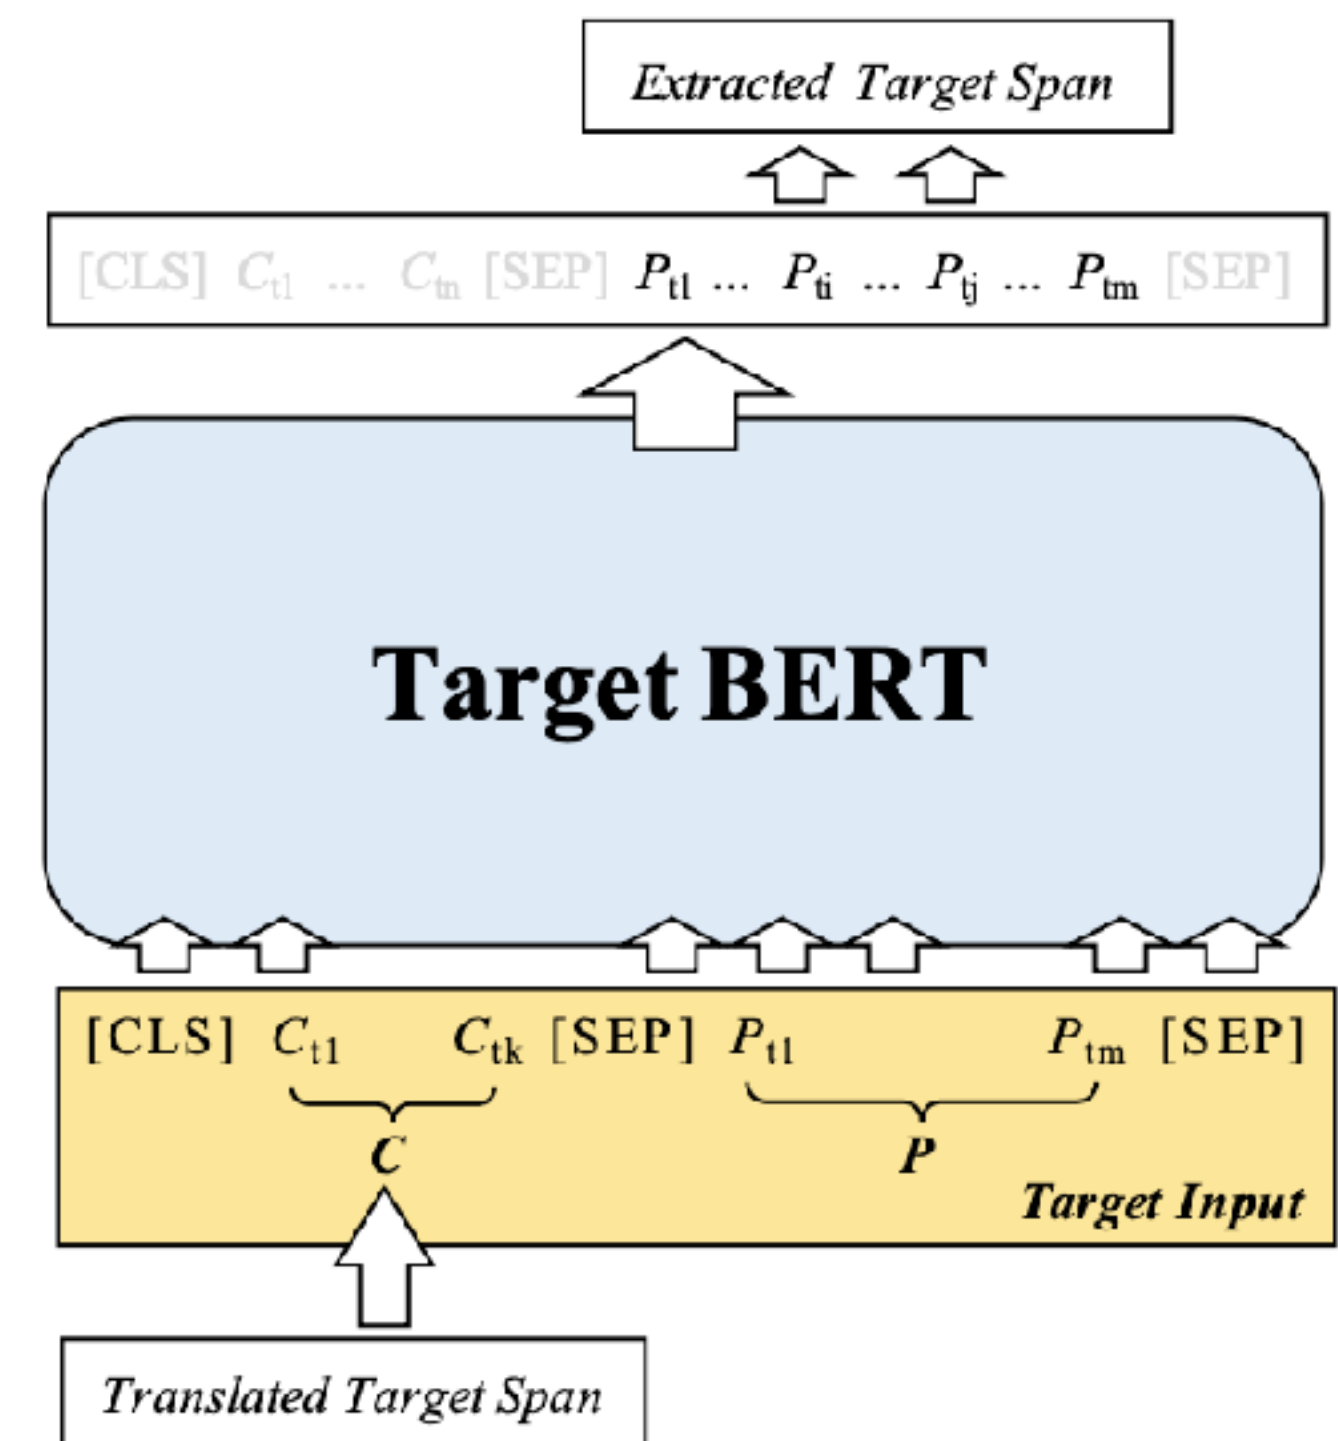 Extracted Target Span
[CLS] Ct1 ... Ctn [SEP] Pt1 ... Pti ... Ptj ... Ptm [SEP]
Target BERT
[CLS] Ct1 Ctk [SEP] Pt1 Ptm [SEP]
C P
Target Input
Translated Target Span